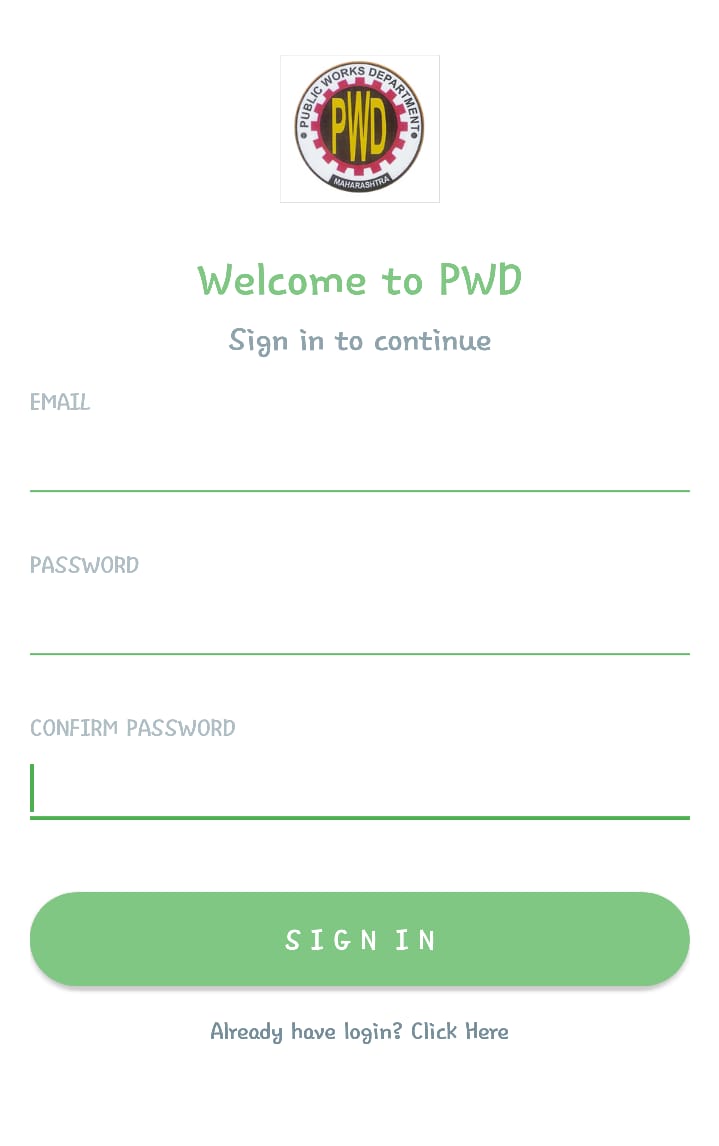 PUBLIC WORKS DEPARTMENT
PWD
MAHARASHTRA
Welcome to PWD
Sign in to continue
EMAIL
PASSWORD
CONFIRM PASSWORD
SIGN IN
Already have login? Click Here